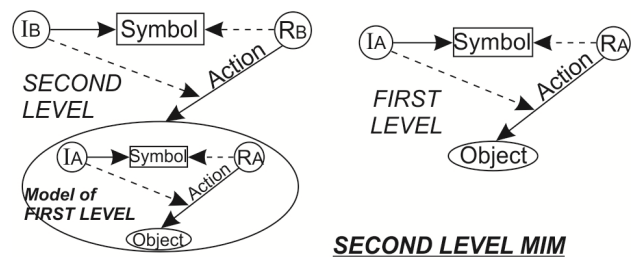 IB Symbol RB
Action
SECOND
LEVEL
IA Symbol RA
Action
Model of
FIRST LEVEL
Object
IA Symbol RA
Action
FIRST
LEVEL
Object
SECOND LEVEL MIM